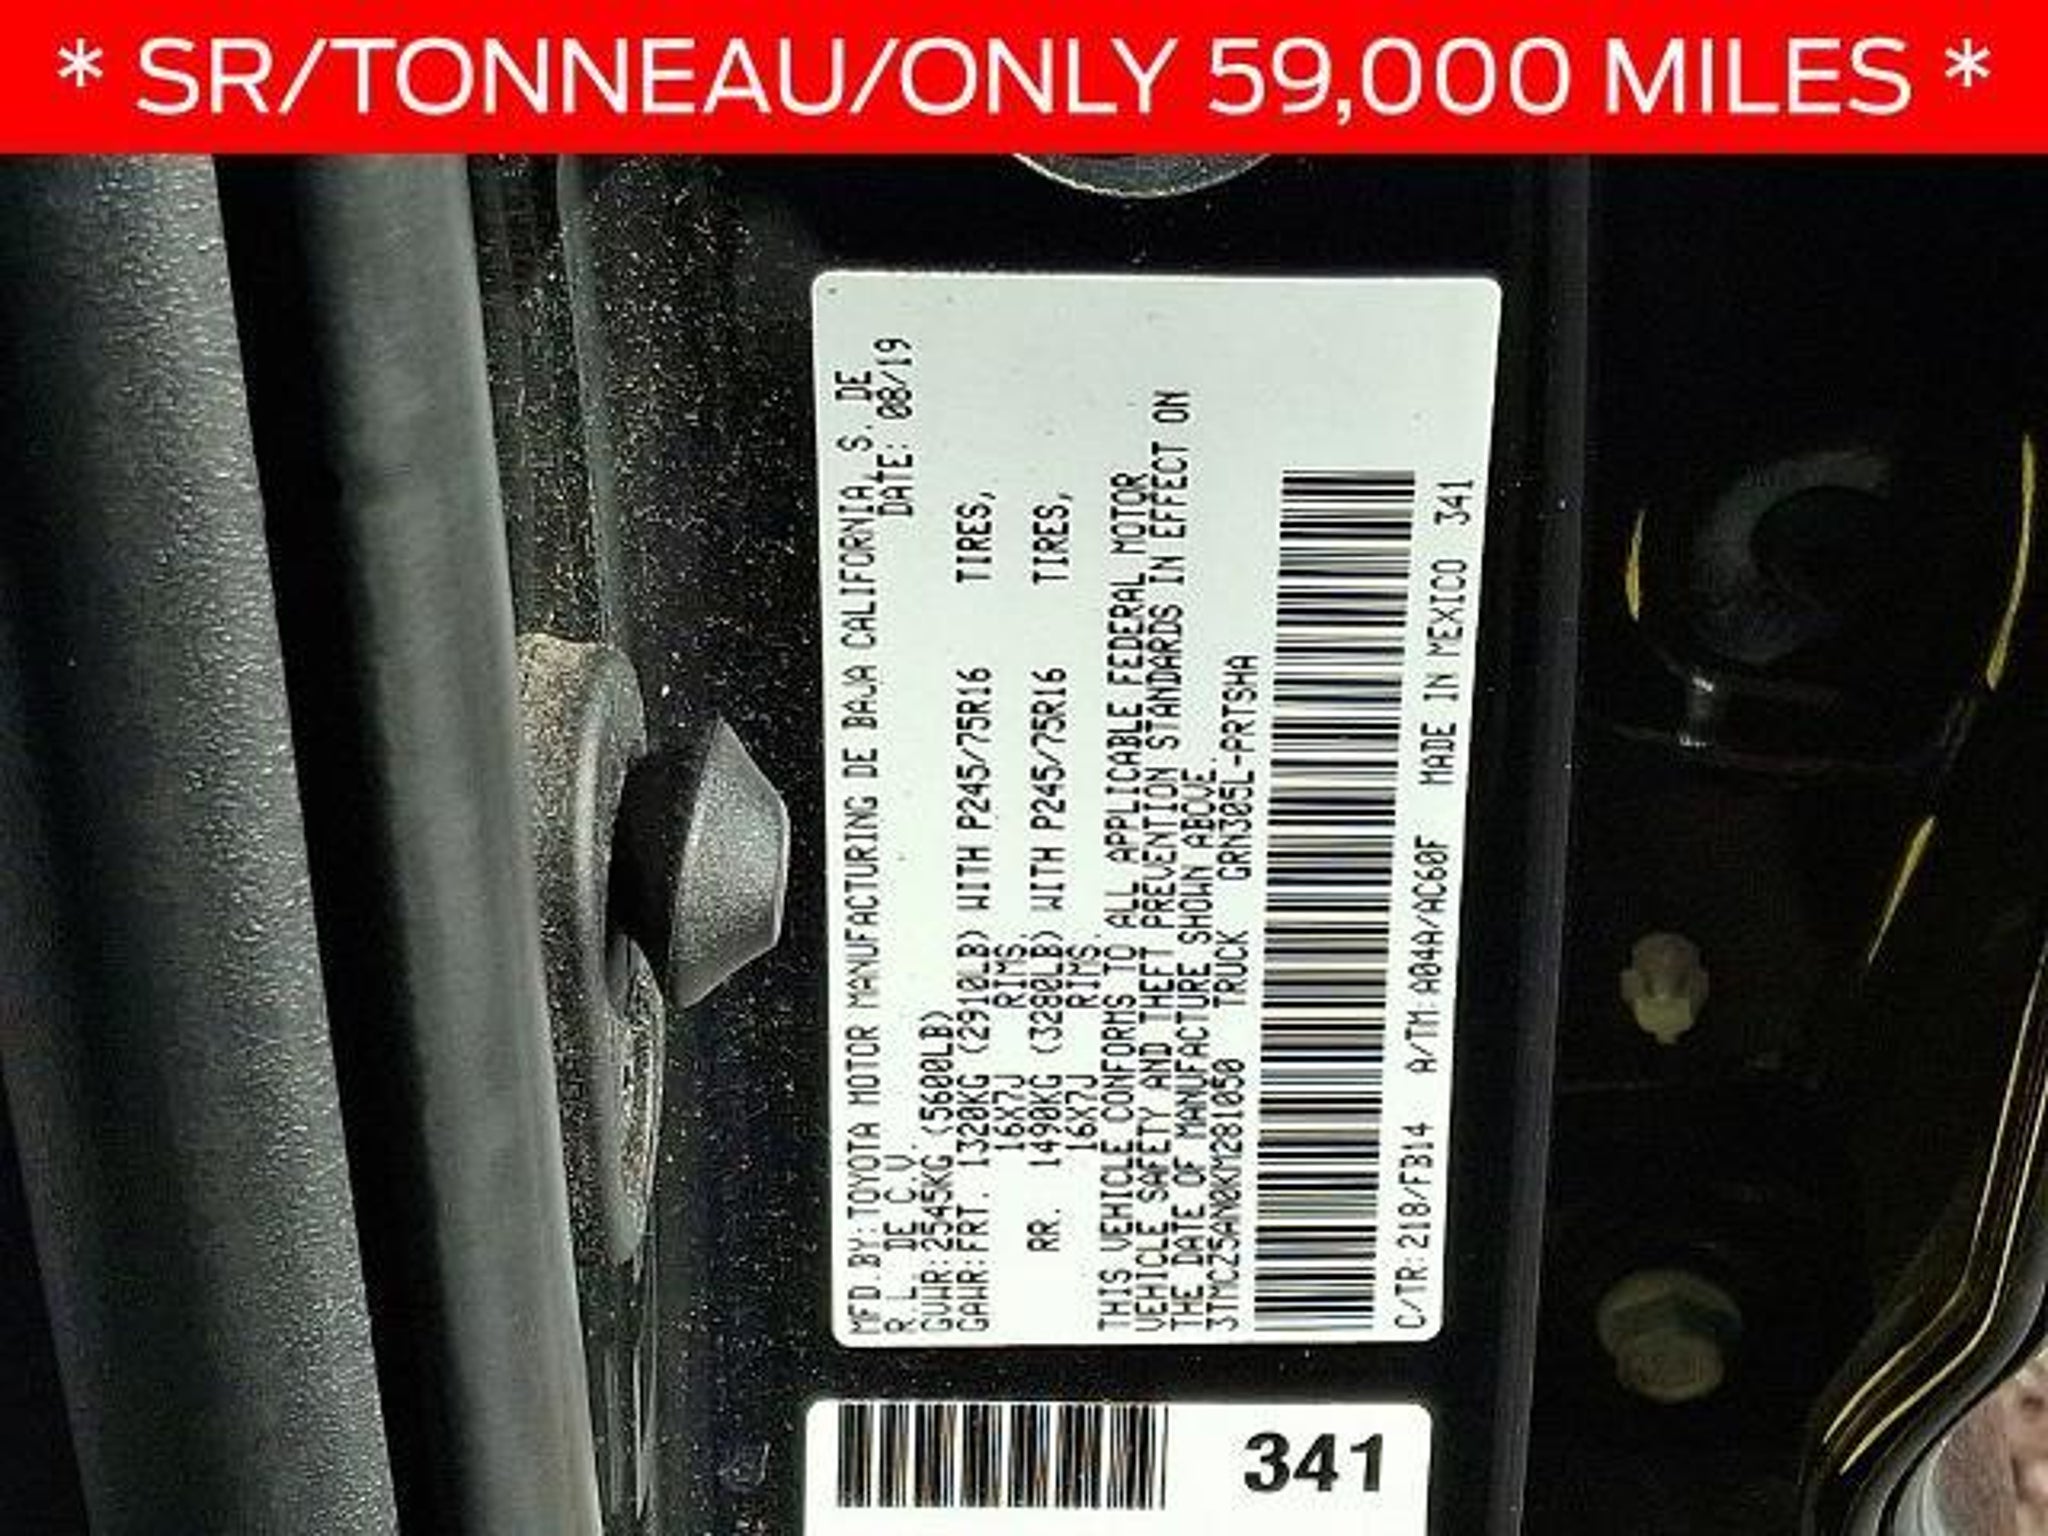 * SR/TONNEAU/ONLY 59,000 MILES *
MFD.BY:TOYOTA MOTOR MANUFACTURING DE BAJA CALIFORNIA, S. DE
R.L. DE C.V. DATE: 08/19
GVWR:2545KG (5600LB)
GAWR:FRT. 1320KG (2910LB) WITH P245/75R16 TIRES,
16X7J RIMS,
RR. 1490KG (3280LB) WITH P245/75R16 TIRES,
16X7J RIMS.
THIS VEHICLE CONFORMS TO ALL APPLICABLE FEDERAL MOTOR
VEHICLE SAFETY AND THEFT PREVENTION STANDARDS IN EFFECT ON
THE DATE OF MANUFACTURE SHOWN ABOVE.
3TMCZ5AN0KM281050 TRUCK GRN305L-PRTSHA
C/TR:218/FB14 A/TM:A04A/AC60F MADE IN MEXICO 341
341